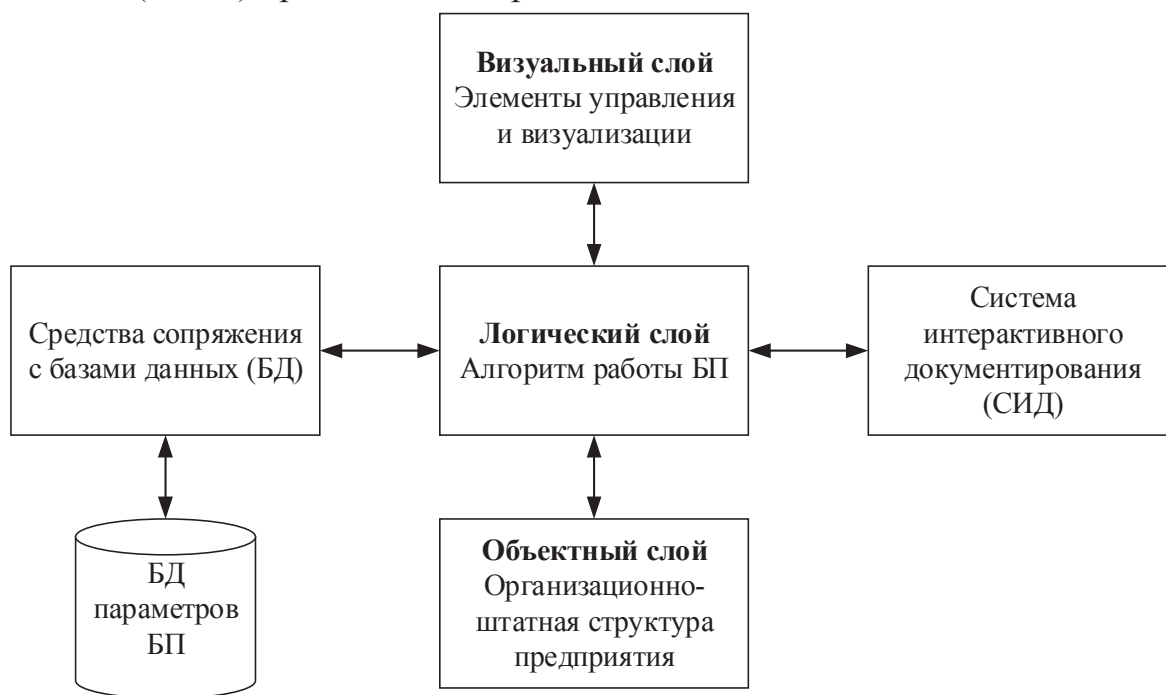 Визуальный слой
Элементы управления
и визуализации
Средства сопряжения
с базами данных (БД)
Логический слой
Алгоритм работы БП
Система
интерактивного
документирования
(СИД)
БД
параметров
БП
Объектный слой
Организационно-
штатная структура
предприятия